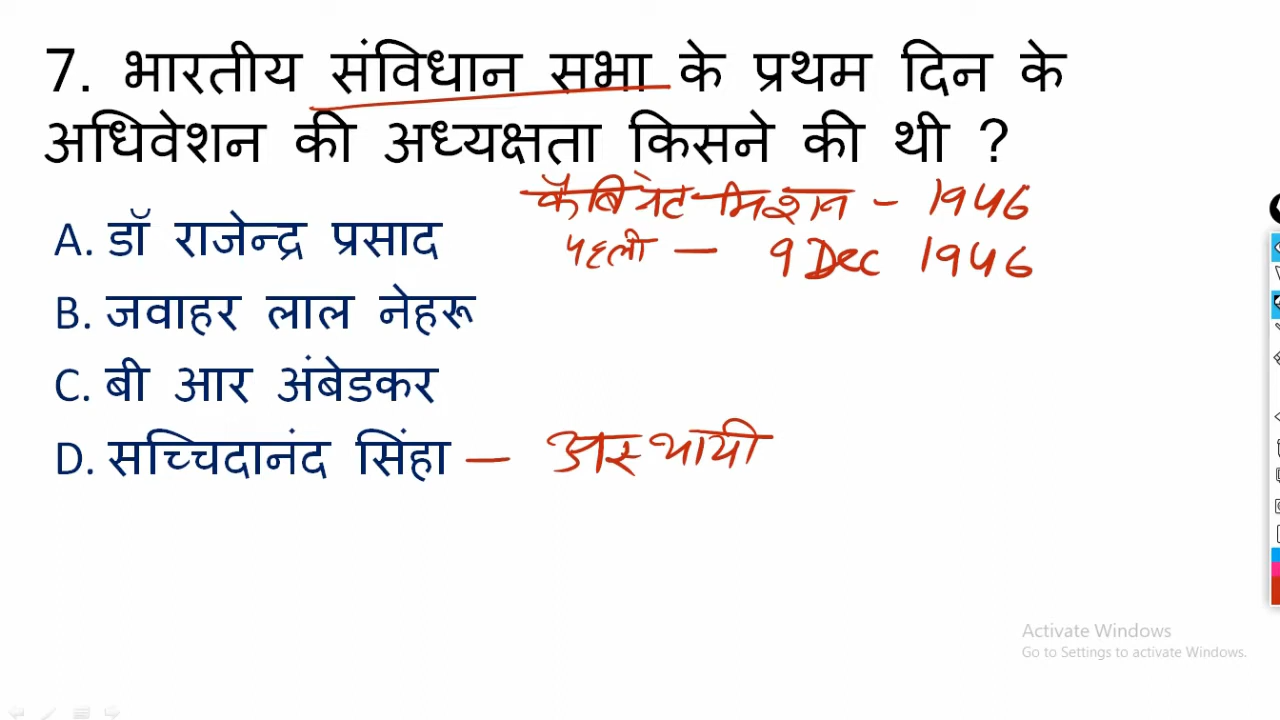 7. भारतीय संविधान सभा के प्रथम दिन के
अधिवेशन की अध्यक्षता किसने की थी ?
कैबिनेट मिशन - 1946
A. डॉ राजेन्द्र प्रसाद
पहली - 9 Dec 1946
B. जवाहर लाल नेहरू
C. बी आर अंबेडकर
D. सच्चिदानंद सिंहा - अस्थायी
Activate Windows
Go to Settings to activate Windows.